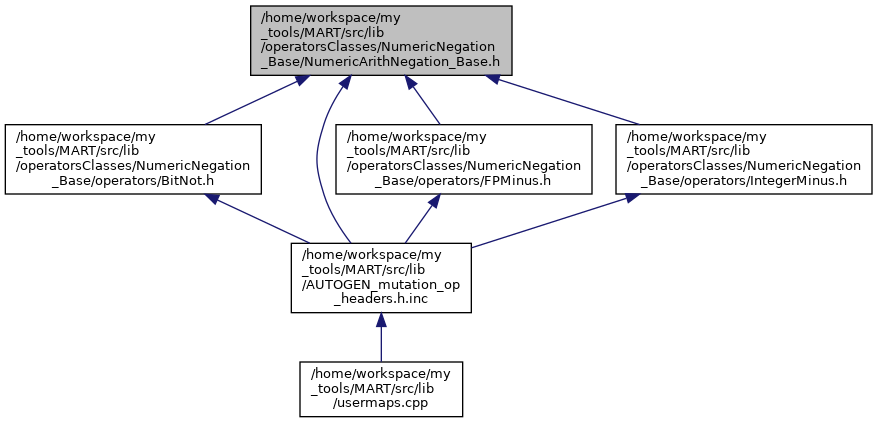 /home/workspace/my
_tools/MART/src/lib
/operatorsClasses/NumericNegation
_Base/NumericArithNegation_Base.h
/home/workspace/my
_tools/MART/src/lib
/operatorsClasses/NumericNegation
_Base/operators/BitNot.h
/home/workspace/my
_tools/MART/src/lib
/operatorsClasses/NumericNegation
_Base/operators/FPMinus.h
/home/workspace/my
_tools/MART/src/lib
/operatorsClasses/NumericNegation
_Base/operators/IntegerMinus.h
/home/workspace/my
_tools/MART/src/lib
/AUTOGEN_mutation_op
_headers.h.inc
/home/workspace/my
_tools/MART/src/lib
/usermaps.cpp